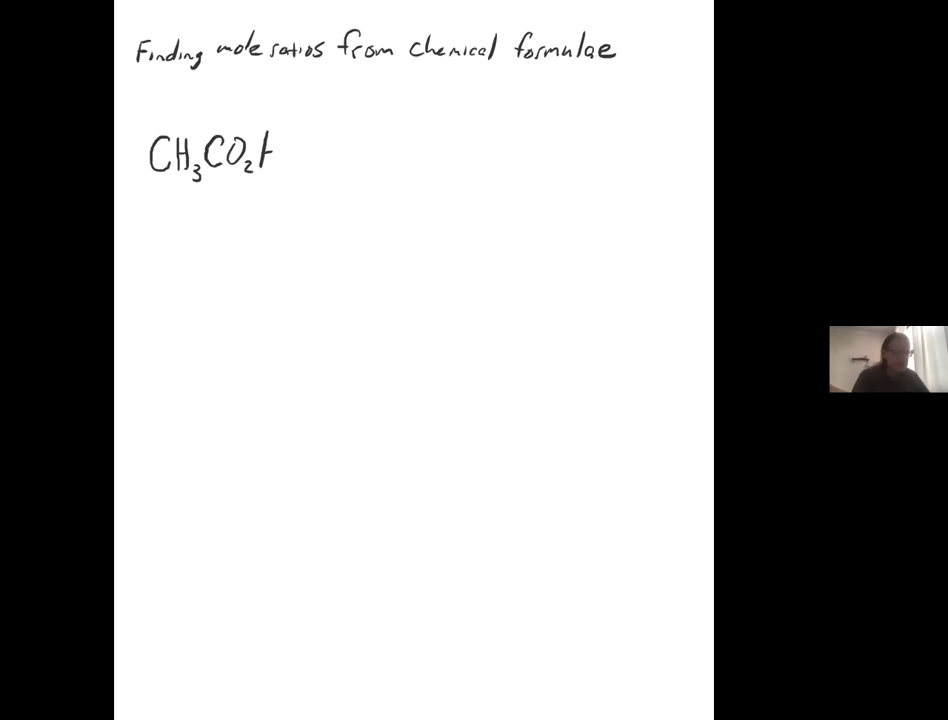 Finding mole ratios from chemical formulae
CH₃CO₂